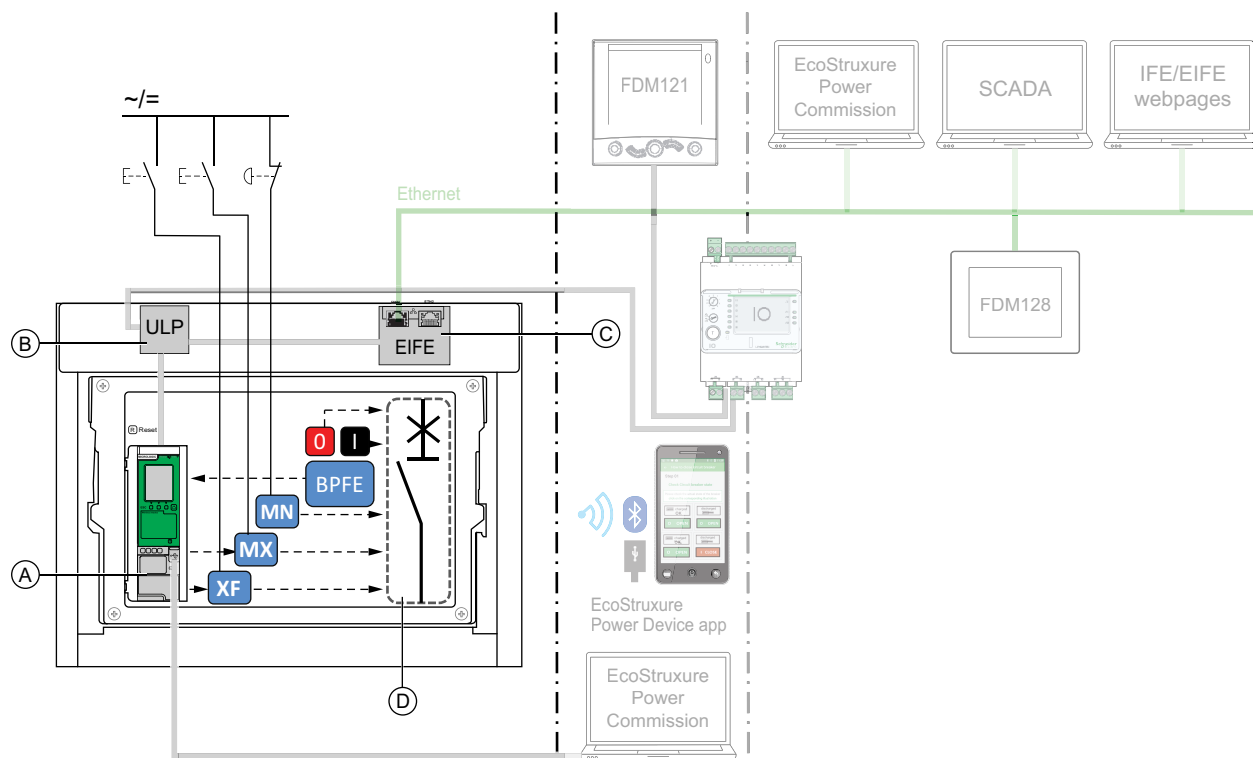 ~/=
FDM121
EcoStruxure
Power
Commission
SCADA
IFE/EIFE
webpages
Ethernet
FDM128
IO
ULP
EIFE
B
C
R Reset
O
I
BPFE
MN
MX
XF
A
D
EcoStruxure
Power Device app
EcoStruxure
Power
Commission